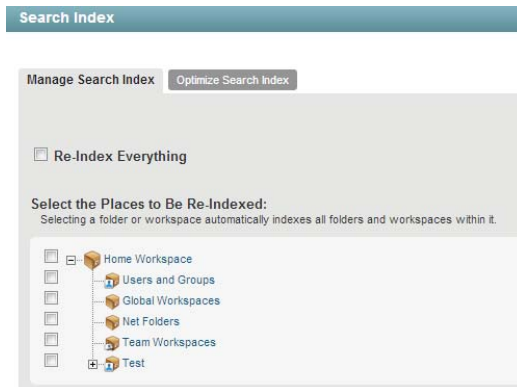 Search Index
Manage Search Index Optimize Search Index
Re-Index Everything
Select the Places to Be Re-Indexed:
Selecting a folder or workspace automatically indexes all folders and workspaces within it.
Home Workspace
Users and Groups
Global Workspaces
Net Folders
Team Workspaces
Test